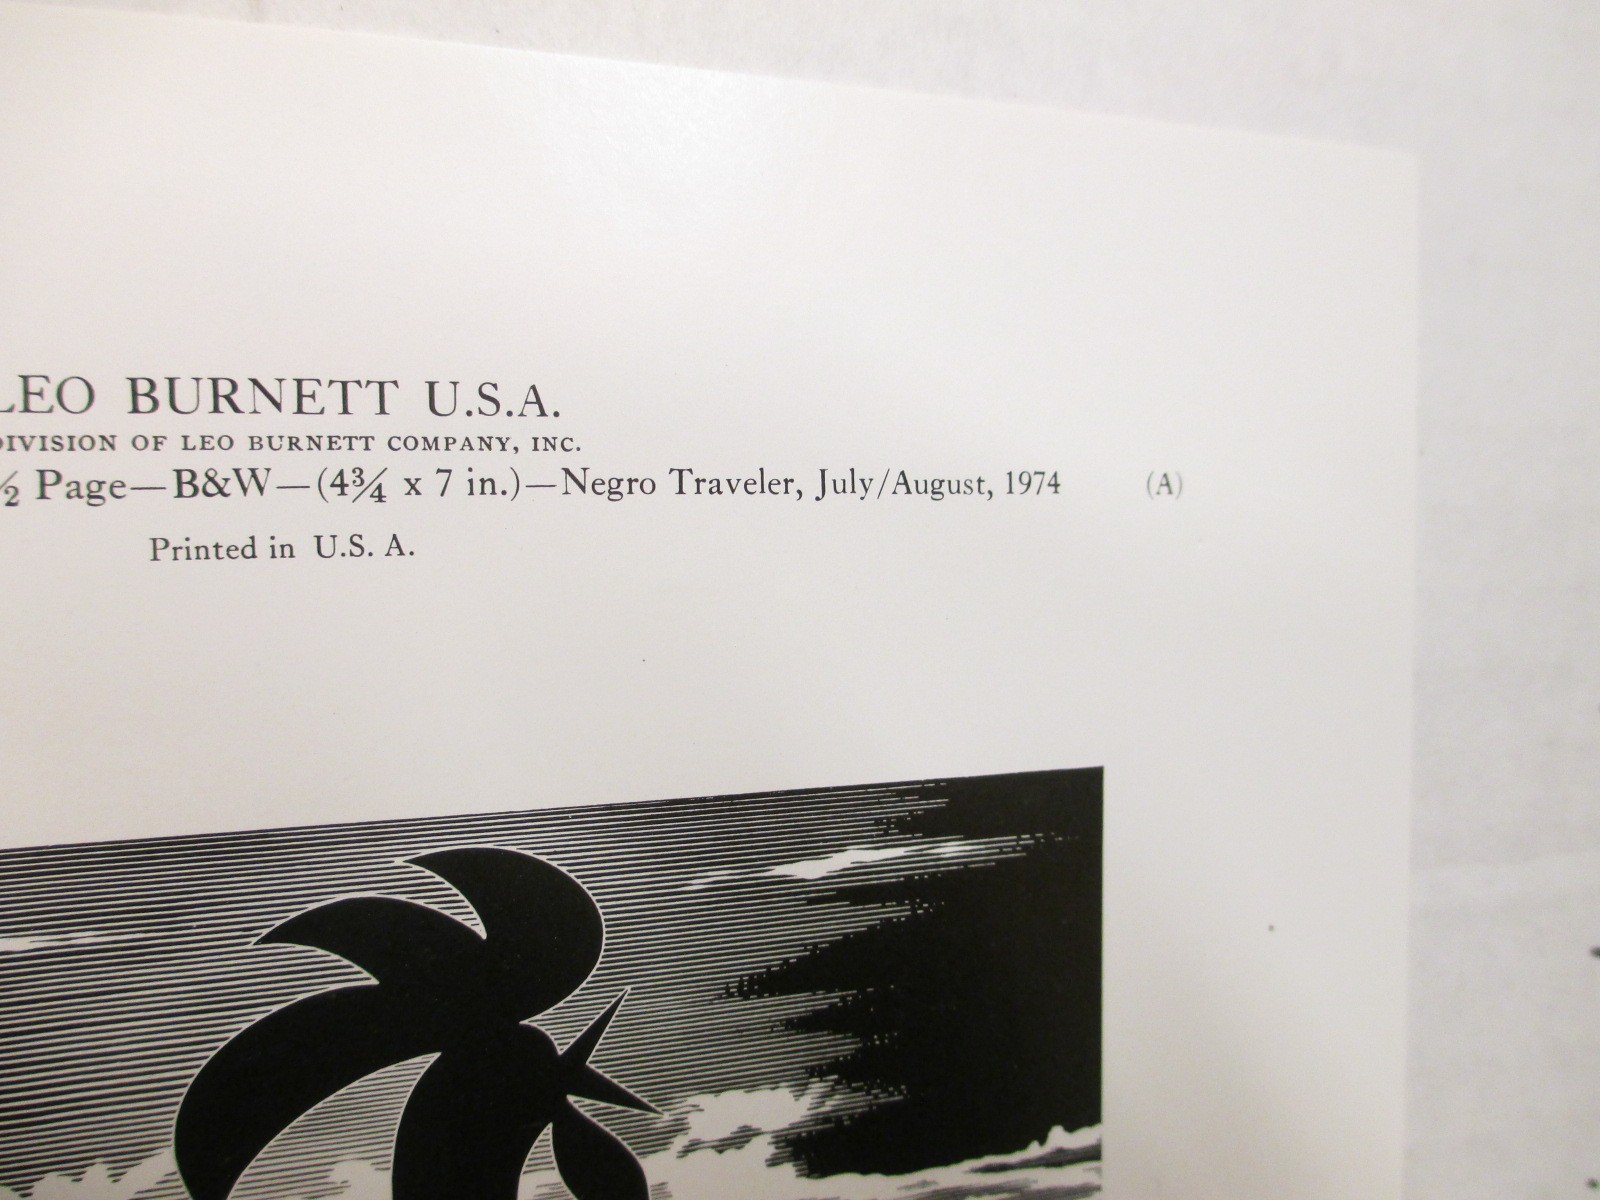 LEO BURNETT U.S.A.
DIVISION OF LEO BURNETT COMPANY, INC.
½ Page—B&W—(4¾ x 7 in.)—Negro Traveler, July/August, 1974 (A)
Printed in U.S. A.